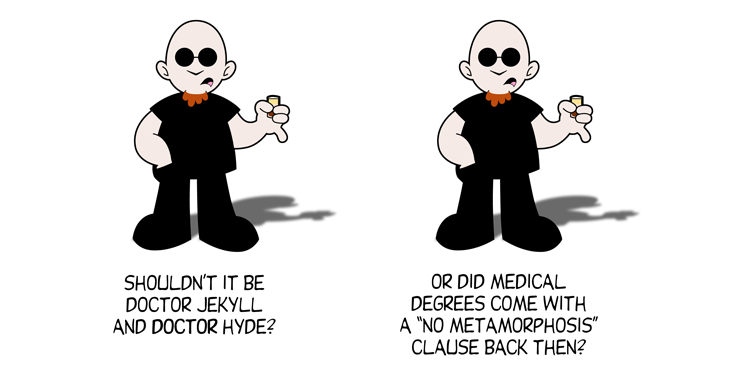 SHOULDN'T IT BE
DOCTOR JEKYLL
AND DOCTOR HYDE?
OR DID MEDICAL
DEGREES COME WITH
A "NO METAMORPHOSIS"
CLAUSE BACK THEN?